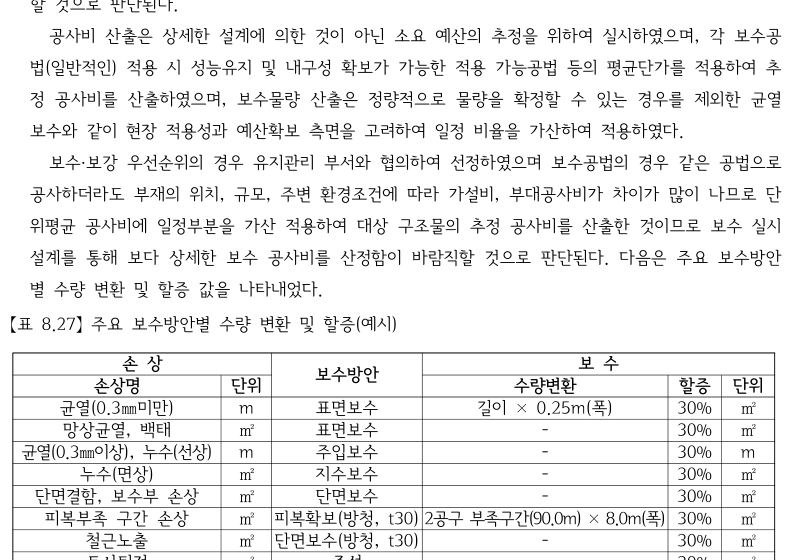 할 것으로 판단된다.
공사비 산출은 상세한 설계에 의한 것이 아닌 소요 예산의 추정을 위하여 실시하였으며, 각 보수공
법(일반적인) 적용 시 성능유지 및 내구성 확보가 가능한 적용 가능공법 등의 평균단가를 적용하여 추
정 공사비를 산출하였으며, 보수물량 산출은 정량적으로 물량을 확정할 수 있는 경우를 제외한 균열
보수와 같이 현장 적용성과 예산확보 측면을 고려하여 일정 비율을 가산하여 적용하였다.
보수·보강 우선순위의 경우 유지관리 부서와 협의하여 선정하였으며 보수공법의 경우 같은 공법으로
공사하더라도 부재의 위치, 규모, 주변 환경조건에 따라 가설비, 부대공사비가 차이가 많이 나므로 단
위평균 공사비에 일정부분을 가산 적용하여 대상 구조물의 추정 공사비를 산출한 것이므로 보수 실시
설계를 통해 보다 상세한 보수 공사비를 산정함이 바람직할 것으로 판단된다. 다음은 주요 보수방안
별 수량 변환 및 할증 값을 나타내었다.
【표 8.27】 주요 보수방안별 수량 변환 및 할증(예시)
손 상 보수방안 보 수
손상명 단위 수량변환 할증 단위
균열(0.3㎜미만) m 표면보수 길이 × 0.25m(폭) 30% ㎡
망상균열, 백태 ㎡ 표면보수 - 30% ㎡
균열(0.3㎜이상), 누수(선상) m 주입보수 - 30% m
누수(면상) ㎡ 지수보수 - 30% ㎡
단면결함, 보수부 손상 ㎡ 단면보수 - 30% ㎡
피복부족 구간 손상 ㎡ 피복확보(방청, t30) 2공구 부족구간(90.0m) × 8.0m(폭) 30% ㎡
철근노출 ㎡ 단면보수(방청, t30) - 30% ㎡